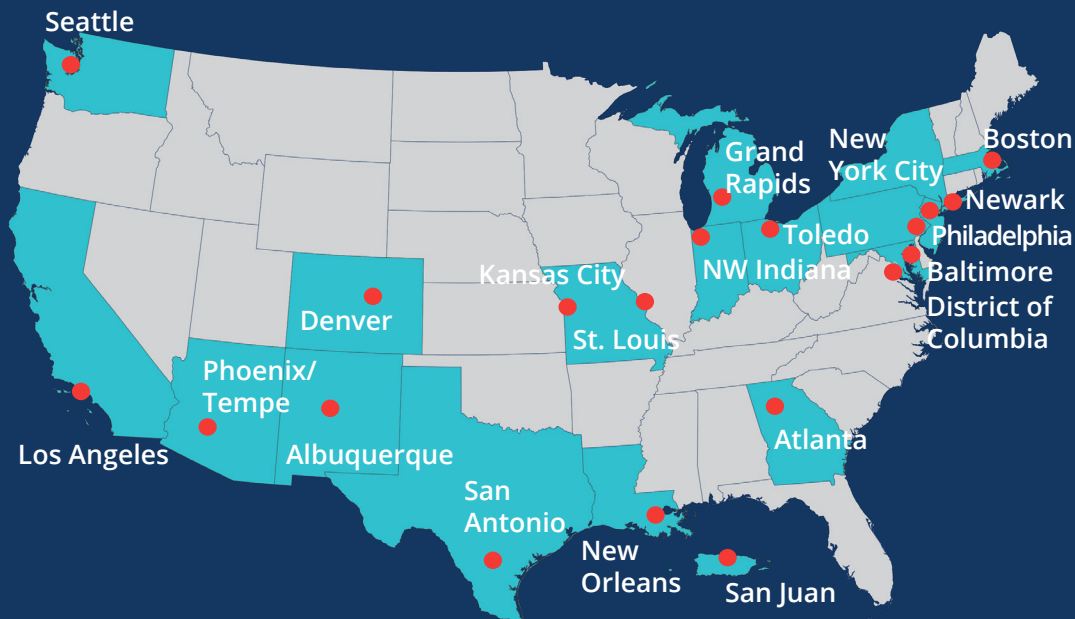 Seattle
Grand
Rapids
New
York City
Boston
Newark
Toledo
Philadelphia
Kansas City
NW Indiana
Baltimore
Denver
St. Louis
District of
Columbia
Phoenix/
Tempe
Los Angeles
Albuquerque
Atlanta
San
Antonio
New
Orleans
San Juan